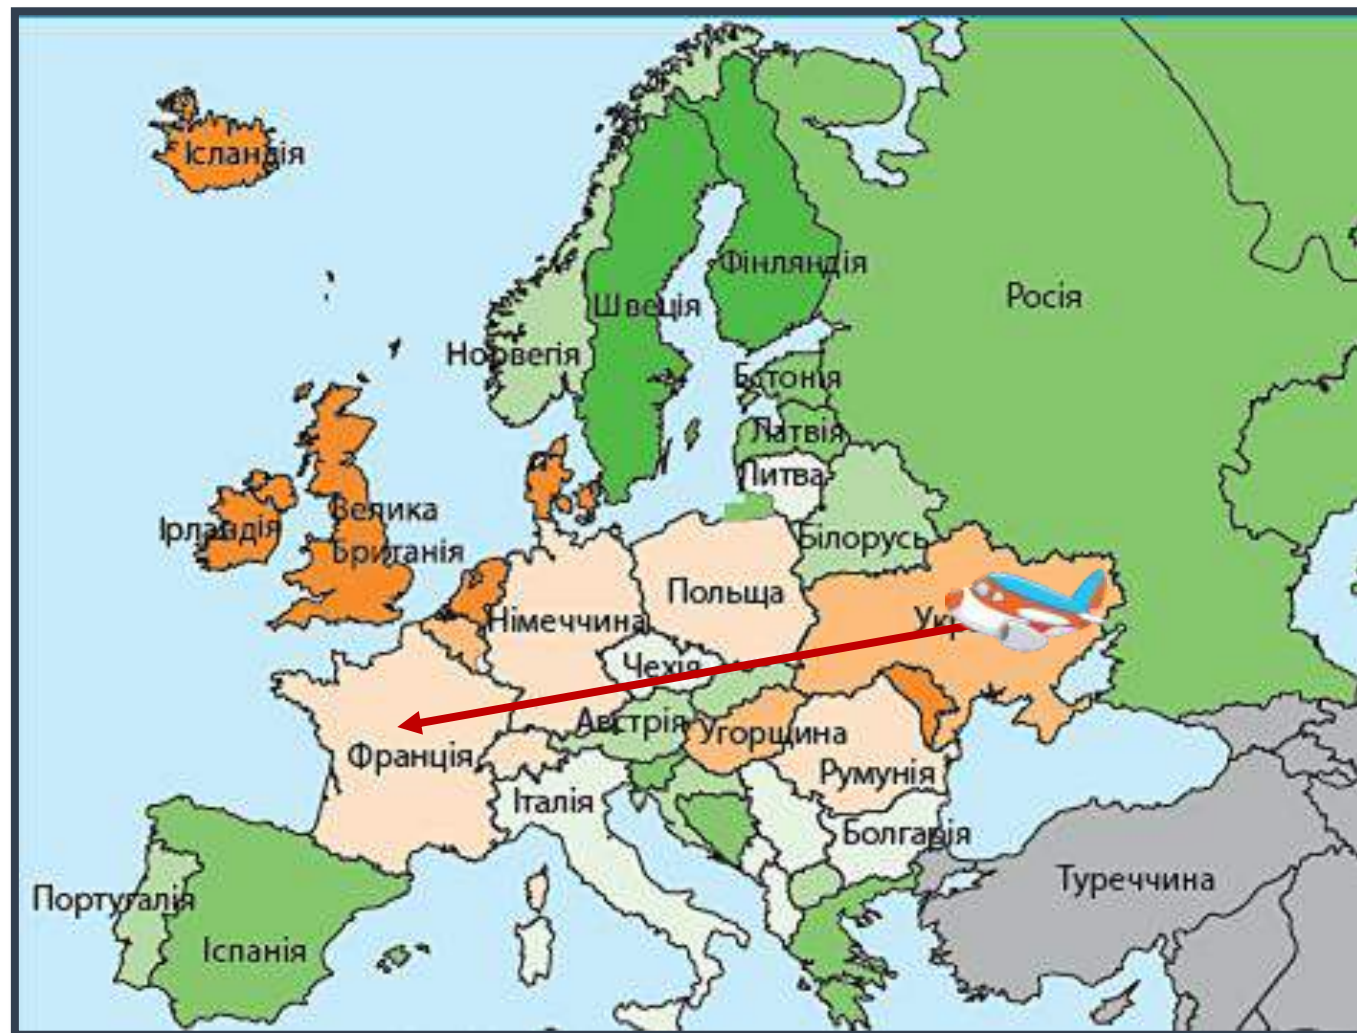 Ісландія
Фінляндія
Росія
Швеція
Норвегія
Естонія
Латвія
Литва
Велика
Британія
Ірландія
Білорусь
Польща
Німеччина
Укр
Чехія
Австрія
Угорщина
Франція
Румунія
Італія
Болгарія
Туреччина
Португалія
Іспанія